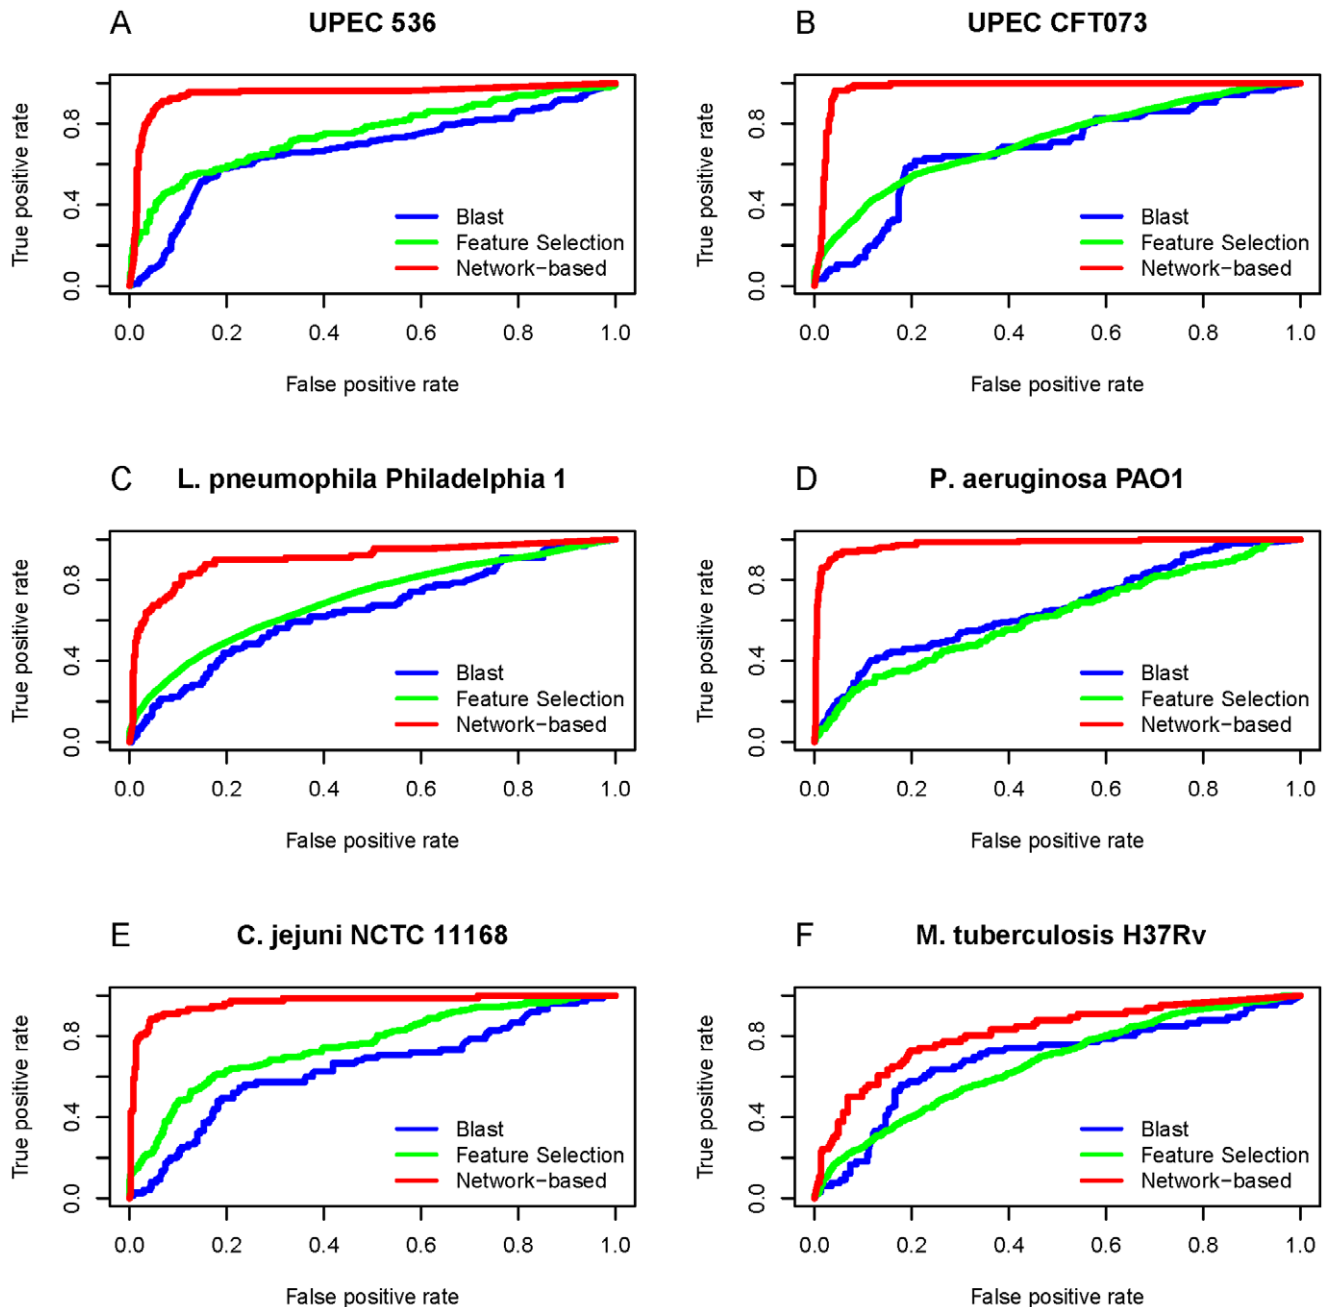 A UPEC 536
True positive rate
0.8
0.4
0.0
Blast
Feature Selection
Network-based
0.0 0.2 0.4 0.6 0.8 1.0
False positive rate
B UPEC CFT073
True positive rate
0.8
0.4
0.0
Blast
Feature Selection
Network-based
0.0 0.2 0.4 0.6 0.8 1.0
False positive rate
C L. pneumophila Philadelphia 1
True positive rate
0.8
0.4
0.0
Blast
Feature Selection
Network-based
0.0 0.2 0.4 0.6 0.8 1.0
False positive rate
D P. aeruginosa PAO1
True positive rate
0.8
0.4
0.0
Blast
Feature Selection
Network-based
0.0 0.2 0.4 0.6 0.8 1.0
False positive rate
E C. jejuni NCTC 11168
True positive rate
0.8
0.4
0.0
Blast
Feature Selection
Network-based
0.0 0.2 0.4 0.6 0.8 1.0
False positive rate
F M. tuberculosis H37Rv
True positive rate
0.8
0.4
0.0
Blast
Feature Selection
Network-based
0.0 0.2 0.4 0.6 0.8 1.0
False positive rate